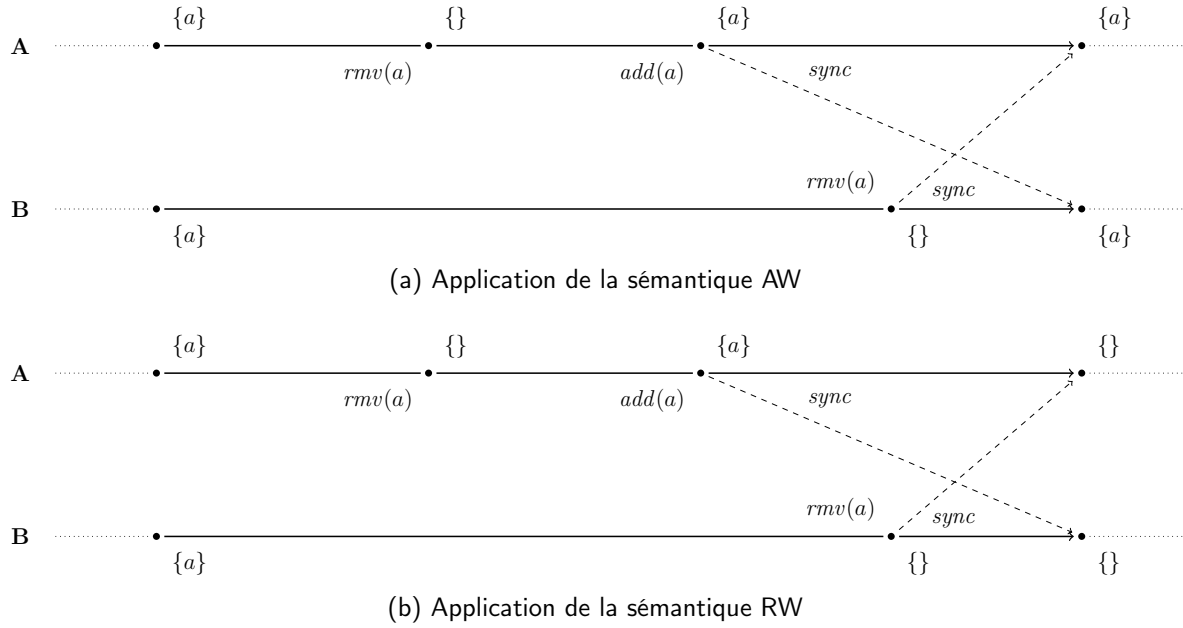 {a} {} {a} {a}
A
rmv(a) add(a) sync
rmv(a) sync
B
{a} {} {a}
(a) Application de la sémantique AW
{a} {} {a} {}
A
rmv(a) add(a) sync
rmv(a) sync
B
{a} {} {}
(b) Application de la sémantique RW